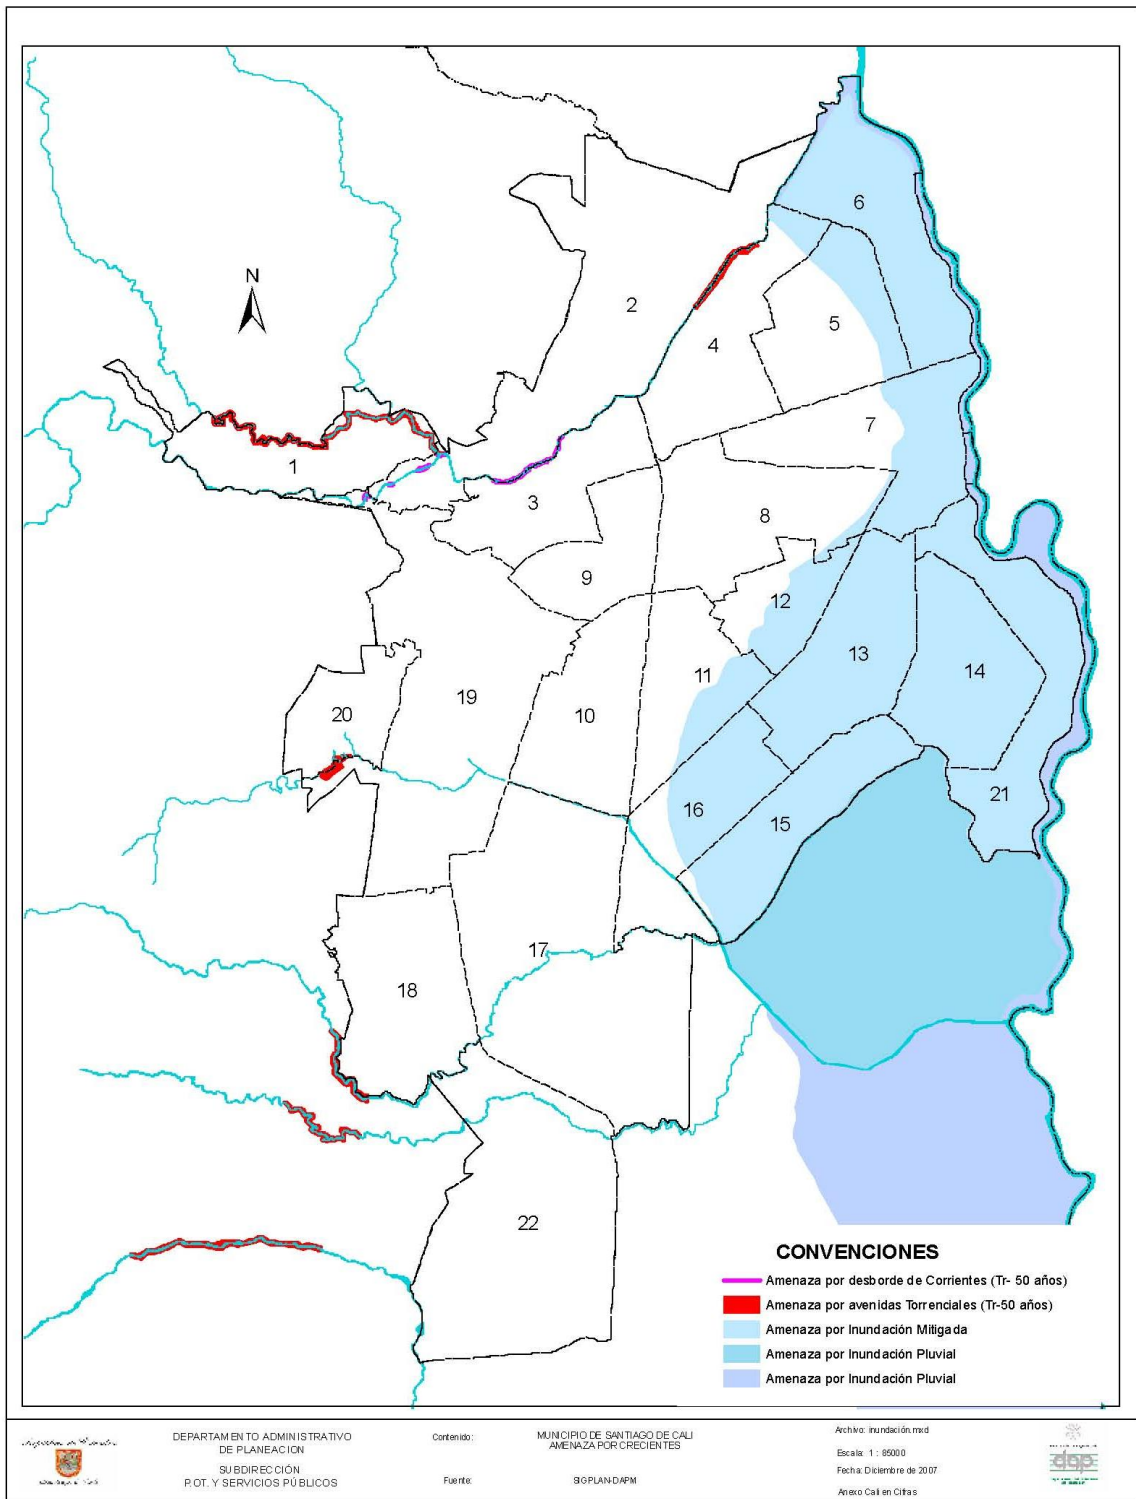 6
2
N
5
4
7
1
3
8
9
12
13
11
14
19
10
20
21
16
15
17
18
22
CONVENCIONES
Amenaza por desborde de Corrientes (Tr- 50 años)
Amenaza por avenidas Torrenciales (Tr-50 años)
Amenaza por Inundación Mitigada
Amenaza por Inundación Pluvial
Amenaza por Inundación Pluvial
DEPARTAMENTO ADMINISTRATIVO
DE PLANEACION
SUBDIRECCIÓN
P.O.T. Y SERVICIOS PÚBLICOS
Contenido:
MUNICIPIO DE SANTIAGO DE CALI
AMENAZA POR CRECIENTES
Fuente:
SIGPLAN-DAPM
Archivo: inundación.mxd
Escala: 1 : 85000
Fecha: Diciembre de 2007
Anexo Cali en Cifras
dap